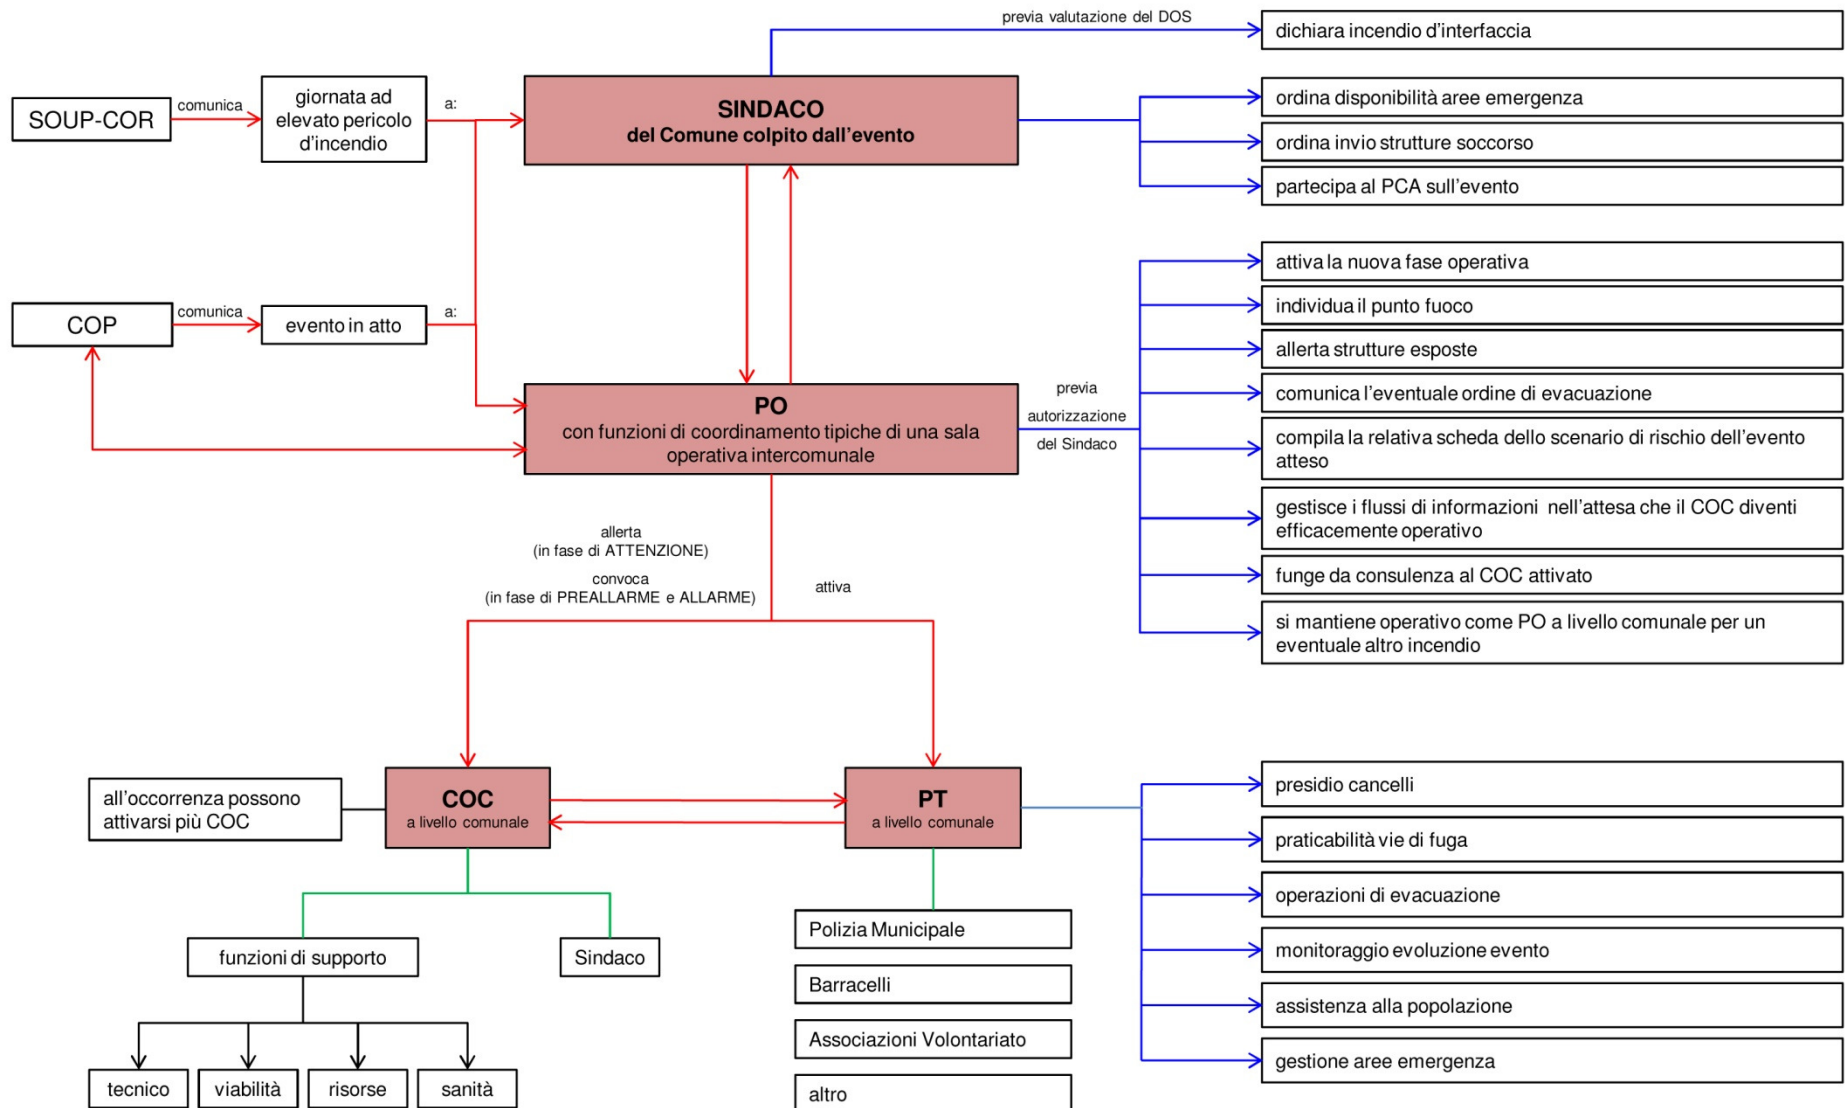 previa valutazione del DOS
dichiara incendio d'interfaccia
SOUP-COR
comunica
giornata ad
elevato pericolo
d'incendio
a:
SINDACO
del Comune colpito dall'evento
ordina disponibilità aree emergenza
ordina invio strutture soccorso
partecipa al PCA sull'evento
COP
comunica
evento in atto
a:
PO
con funzioni di coordinamento tipiche di una sala
operativa intercomunale
previa
autorizzazione
del Sindaco
attiva la nuova fase operativa
individua il punto fuoco
allerta strutture esposte
comunica l'eventuale ordine di evacuazione
compila la relativa scheda dello scenario di rischio dell'evento
atteso
gestisce i flussi di informazioni nell'attesa che il COC diventi
efficacemente operativo
funge da consulenza al COC attivato
si mantiene operativo come PO a livello comunale per un
eventuale altro incendio
allerta
(in fase di ATTENZIONE)
convoca
(in fase di PREALLARME e ALLARME)
attiva
all'occorrenza possono
attivarsi più COC
COC
a livello comunale
PT
a livello comunale
presidio cancelli
praticabilità vie di fuga
operazioni di evacuazione
monitoraggio evoluzione evento
assistenza alla popolazione
gestione aree emergenza
funzioni di supporto
Sindaco
tecnico
viabilità
risorse
sanità
Polizia Municipale
Barracelli
Associazioni Volontariato
altro